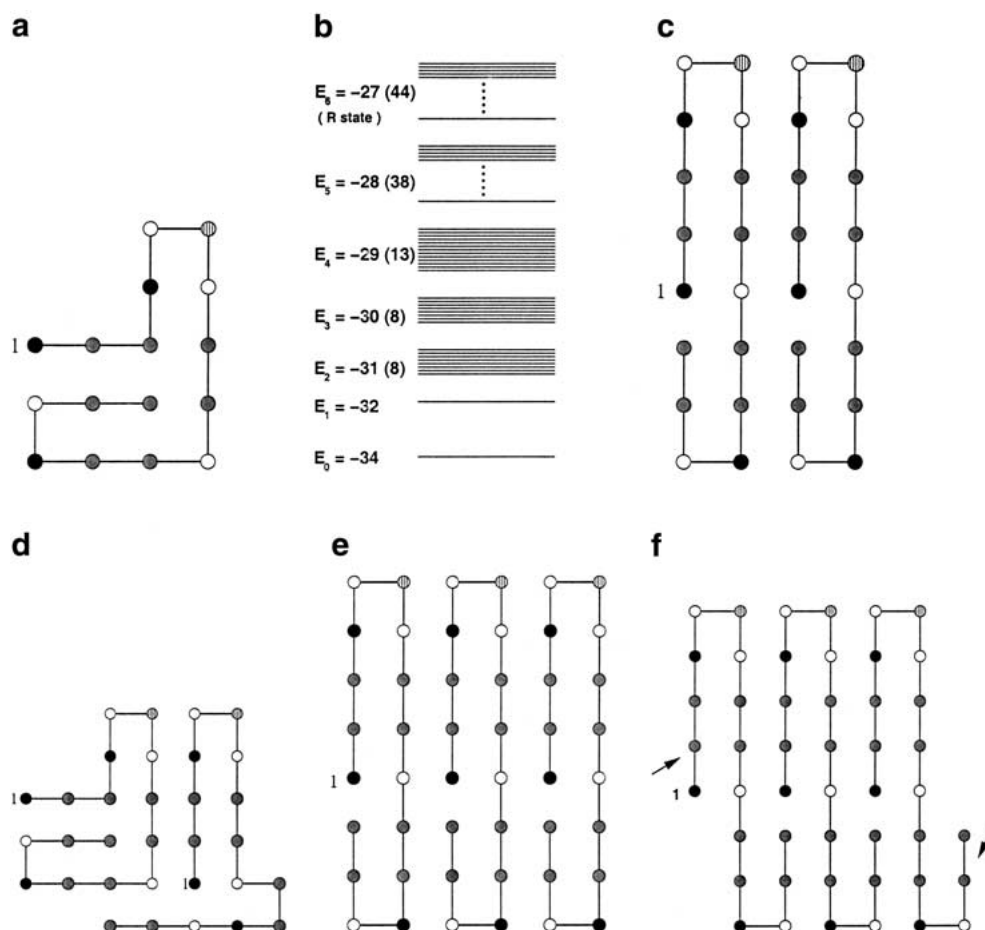 a
b
c
E6 = -27 (44)
( R state )
E5 = -28 (38)
E4 = -29 (13)
E3 = -30 (8)
E2 = -31 (8)
E1 = -32
E0 = -34
1
1
d
e
f
1
1
1
1